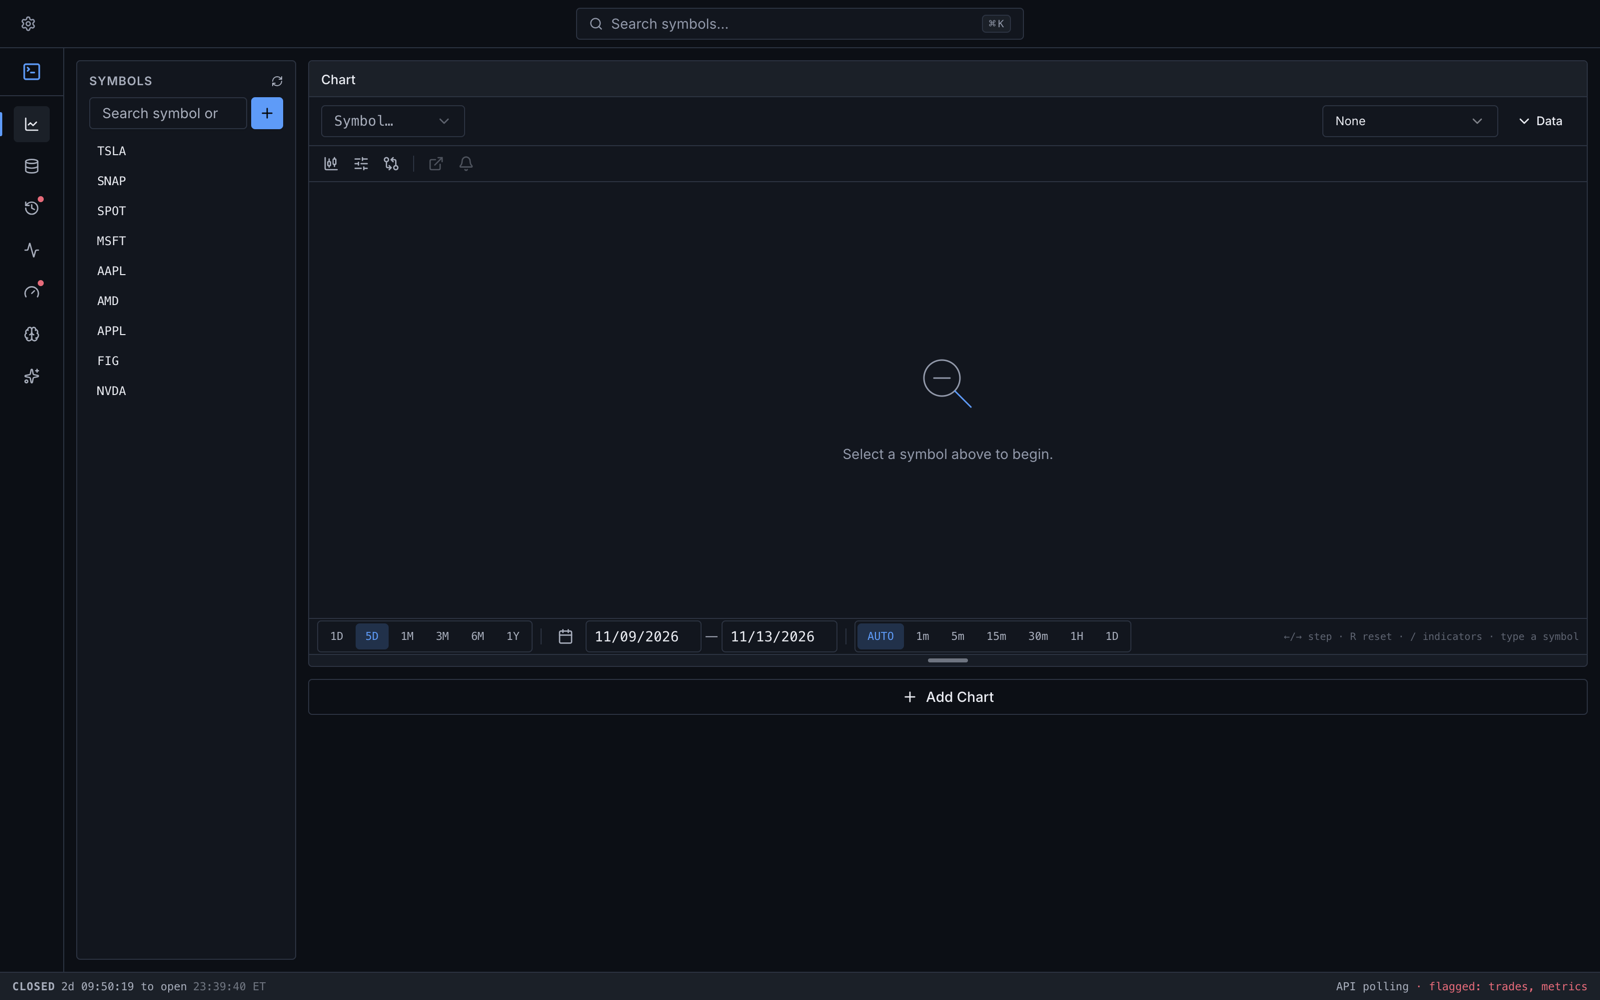 Search symbols...
⌘K
SYMBOLS
Search symbol or
TSLA
SNAP
SPOT
MSFT
AAPL
AMD
APPL
FIG
NVDA
Chart
Symbol…
None
Data
Select a symbol above to begin.
1D 5D 1M 3M 6M 1Y 11/09/2026 — 11/13/2026 AUTO 1m 5m 15m 30m 1H 1D ←/→ step · R reset · / indicators · type a symbol
Add Chart
CLOSED 2d 09:50:19 to open 23:39:40 ET
API polling · flagged: trades, metrics